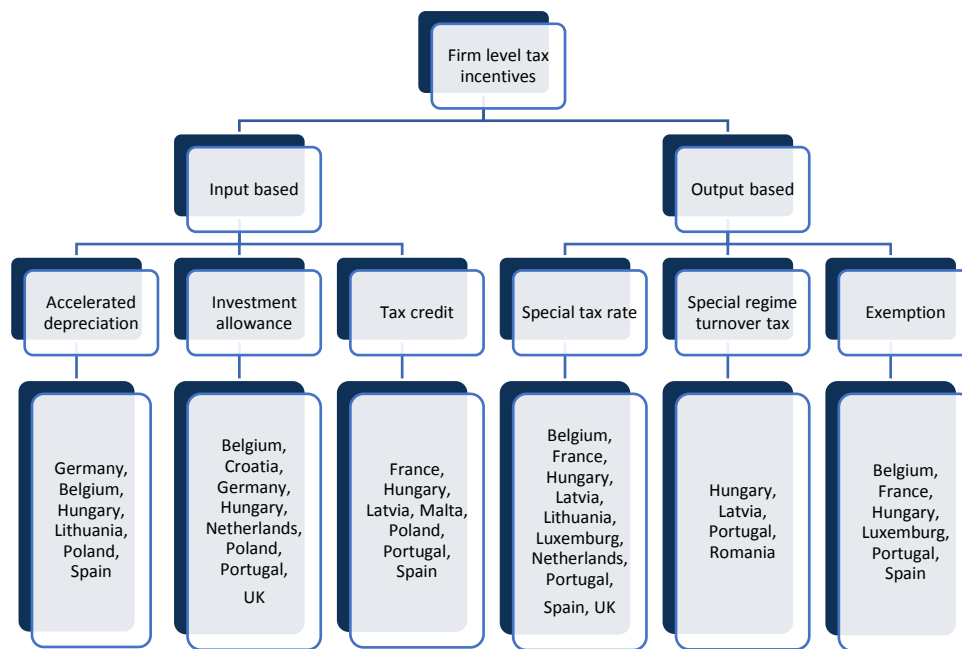 Firm level tax
incentives
Input based
Output based
Accelerated
depreciation
Investment
allowance
Tax credit
Special tax rate
Special regime
turnover tax
Exemption
Germany,
Belgium,
Hungary,
Lithuania,
Poland,
Spain
Belgium,
Croatia,
Germany,
Hungary,
Netherlands,
Poland,
Portugal,
UK
France,
Hungary,
Latvia, Malta,
Poland,
Portugal,
Spain
Belgium,
France,
Hungary,
Latvia,
Lithuania,
Luxemburg,
Netherlands,
Portugal,
Spain, UK
Hungary,
Latvia,
Portugal,
Romania
Belgium,
France,
Hungary,
Luxemburg,
Portugal,
Spain